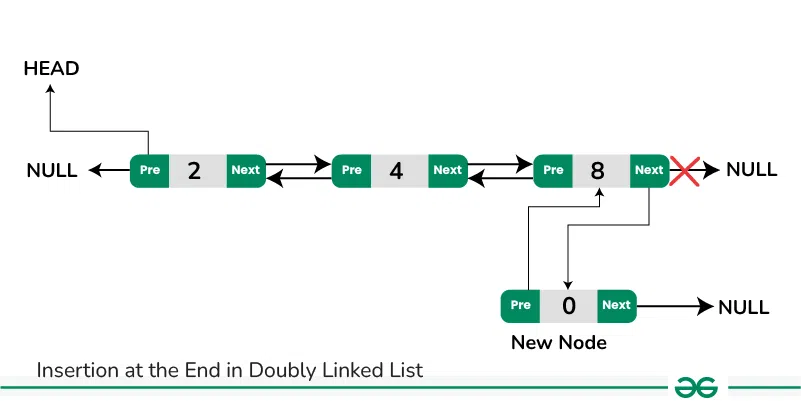 HEAD
NULL
Pre
2
Next
Pre
4
Next
Pre
8
Next
NULL
Pre
0
Next
NULL
New Node
Insertion at the End in Doubly Linked List